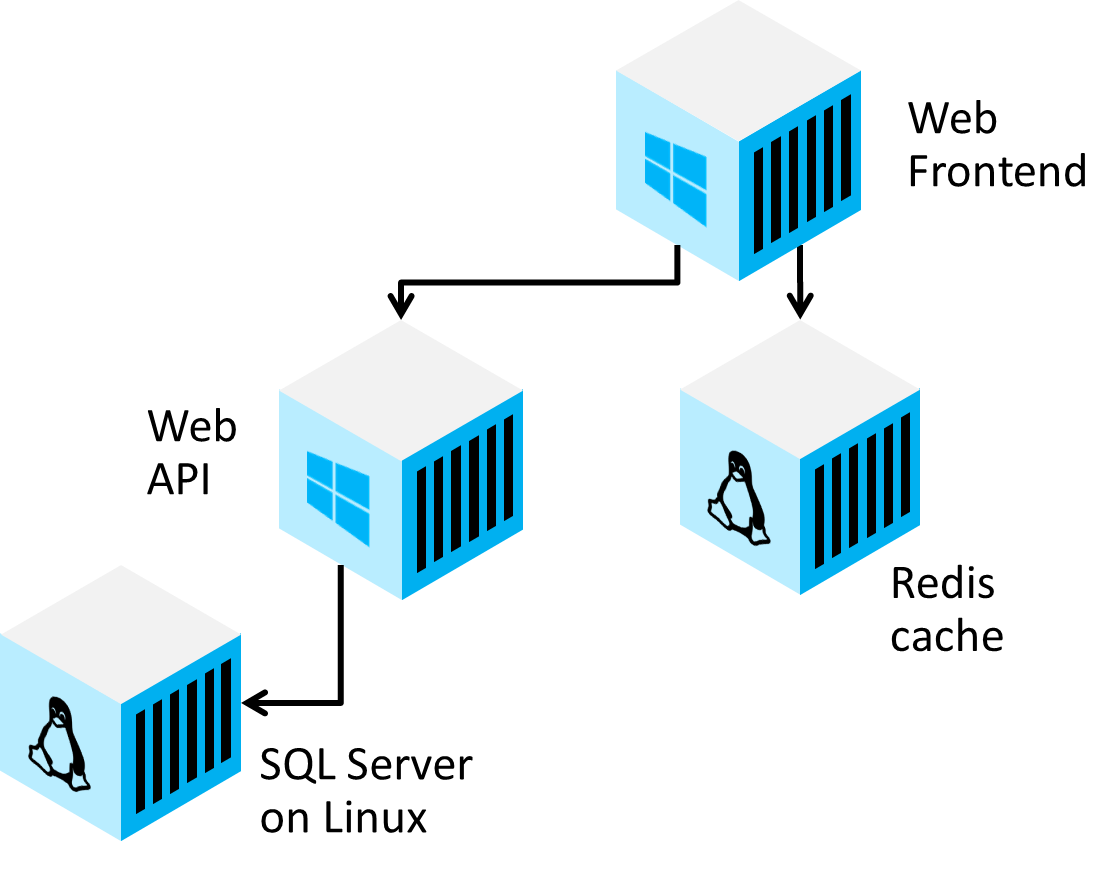 Web
Frontend
Web
API
Redis
cache
SQL Server
on Linux